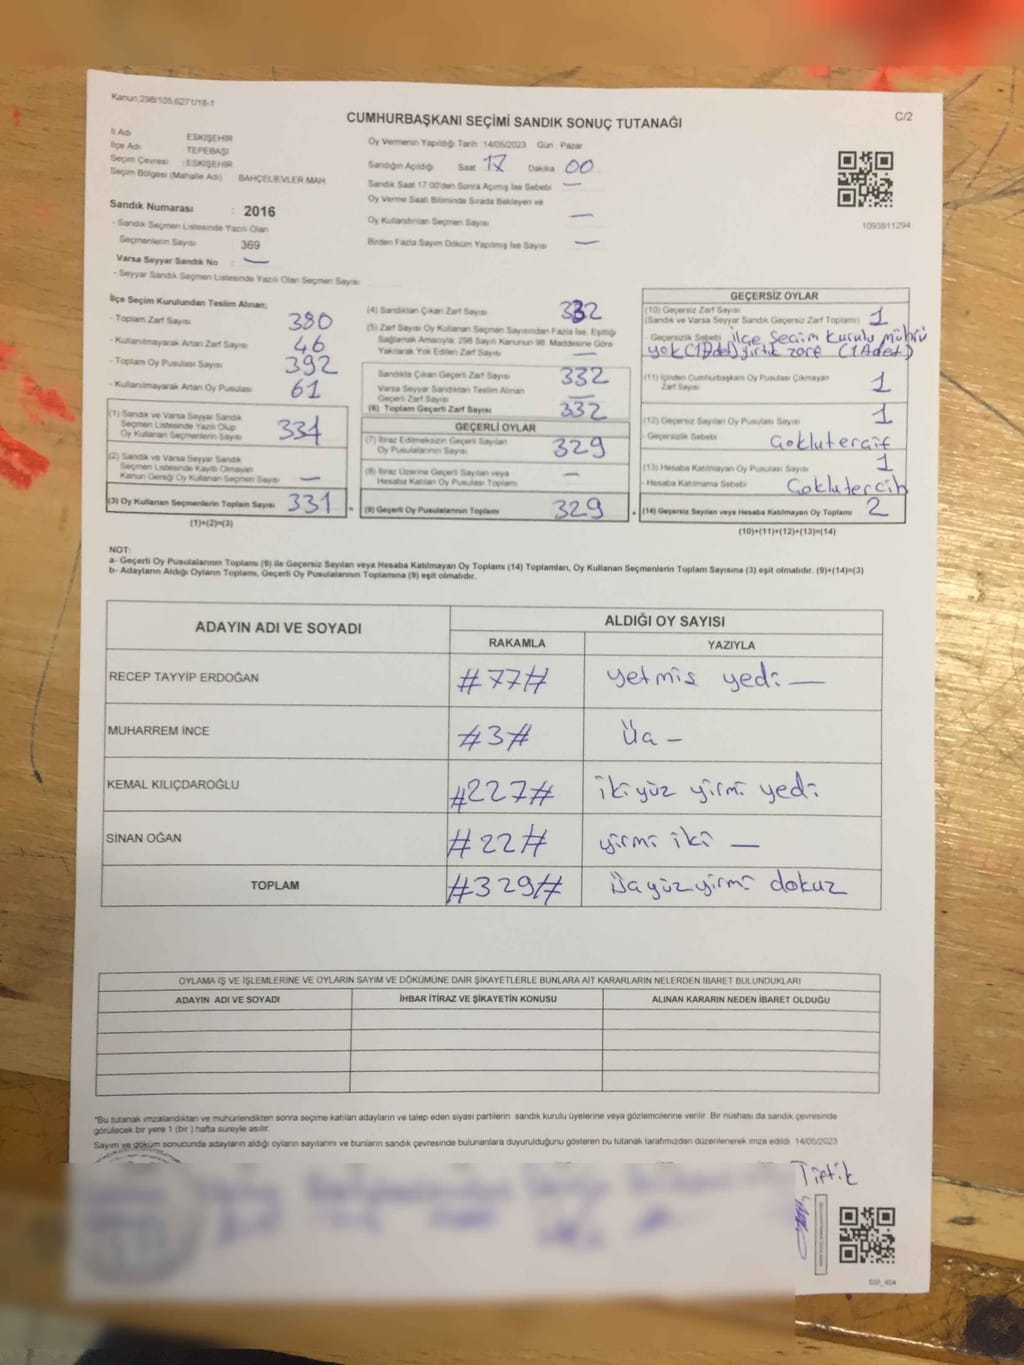 Kanun:298/105;6271/18-1
CUMHURBAŞKANI SEÇİMİ SANDIK SONUÇ TUTANAĞI
C/2
İl Adı ESKİŞEHİR
İlçe Adı TEPEBAŞI
Seçim Çevresi :ESKİŞEHİR
Seçim Bölgesi (Mahalle Adı) BAHÇELİEVLER MAH.
Oy Vermenin Yapıldığı Tarih 14/05/2023 Gün Pazar
Sandığın Açıldığı Saat 17 Dakika 00
Sandık Saat 17:00'den Sonra Açımış İse Sebebi —
Oy Verme Saati Bitiminde Sırada Bekleyen ve
Oy Kullandırılan Seçmen Sayısı —
Birden Fazla Sayım Döküm Yapılmış İse Sayısı —
1093811294
Sandık Numarası : 2016
- Sandık Seçmen Listesinde Yazılı Olan
Seçmenlerin Sayısı 369
Varsa Seyyar Sandık No —
- Seyyar Sandık Seçmen Listesinde Yazılı Olan Seçmen Sayısı
İlçe Seçim Kurulundan Teslim Alınan;
- Toplam Zarf Sayısı 380
- Kullanılmayarak Artan Zarf Sayısı 46
- Toplam Oy Pusulası Sayısı 392
- Kullanılmayarak Artan Oy Pusulası 61
(1) Sandık ve Varsa Seyyar Sandık
Seçmen Listesinde Yazılı Olup
Oy Kullanan Seçmenlerin Sayısı 331
(2) Sandık ve Varsa Seyyar Sandık
Seçmen Listesinde Kayıtlı Olmayan
Kanun Gereği Oy Kullanan Seçmen Sayısı —
(3) Oy Kullanan Seçmenlerin Toplam Sayısı 331 =
(1)+(2)=(3)
(4) Sandıktan Çıkan Zarf Sayısı 332
(5) Zarf Sayısı Oy Kullanan Seçmen Sayısından Fazla İse, Eşitliği
Sağlamak Amacıyla, 298 Sayılı Kanunun 98. Maddesine Göre
Yakılarak Yok Edilen Zarf Sayısı —
Sandıkta Çıkan Geçerli Zarf Sayısı 332
Varsa Seyyar Sandıktan Teslim Alınan
Geçerli Zarf Sayısı —
(6) Toplam Geçerli Zarf Sayısı 332
GEÇERLİ OYLAR
(7) İtiraz Edilmeksizin Geçerli Sayılan
Oy Pusulalarının Sayısı 329
(8) İtiraz Üzerine Geçerli Sayılan veya
Hesaba Katılan Oy Pusulası Toplamı —
(9) Geçerli Oy Pusulalarının Toplamı 329 +
GEÇERSİZ OYLAR
(10) Geçersiz Zarf Sayısı
(Sandık ve Varsa Seyyar Sandık Geçersiz Zarf Toplamı) 1
- Geçersizlik Sebebi ilçe Seçim kurulu mührü
yok (1Adet) yırtık zarf (1Adet)
(11) İçinden Cumhurbaşkanı Oy Pusulası Çıkmayan
Zarf Sayısı 1
(12) Geçersiz Sayılan Oy Pusulası Sayısı 1
- Geçersizlik Sebebi Çoklutercif
(13) Hesaba Katılmayan Oy Pusulası Sayısı 1
- Hesaba Katılmama Sebebi Çoklutercih
(14) Geçersiz Sayılan veya Hesaba Katılmayan Oy Toplamı 2
(10)+(11)+(12)+(13)=(14)
NOT:
a- Geçerli Oy Pusulalarının Toplamı (9) ile Geçersiz Sayılan veya Hesaba Katılmayan Oy Toplamı (14) Toplamları, Oy Kullanan Seçmenlerin Toplam Sayısına (3) eşit olmalıdır. (9)+(14)=(3)
b- Adayların Aldığı Oyların Toplamı, Geçerli Oy Pusulalarının Toplamına (9) eşit olmalıdır.
ADAYIN ADI VE SOYADI
ALDIĞI OY SAYISI
RAKAMLA YAZIYLA
RECEP TAYYİP ERDOĞAN #77# yetmiş yedi —
MUHARREM İNCE #3# Üç —
KEMAL KILIÇDAROĞLU #227# ikiyüz yirmi yedi
SİNAN OĞAN #22# yirmi iki —
TOPLAM #329# Üçyüzyirmi dokuz
OYLAMA İŞ VE İŞLEMLERİNE VE OYLARIN SAYIM VE DÖKÜMÜNE DAİR ŞİKAYETLERLE BUNLARA AİT KARARLARIN NELERDEN İBARET BULUNDUKLARI
ADAYIN ADI VE SOYADI İHBAR İTİRAZ VE ŞİKAYETİN KONUSU ALINAN KARARIN NEDEN İBARET OLDUĞU
*Bu tutanak imzalandıktan ve mühürlendikten sonra seçime katılan adayların ve talep eden siyasi partilerin sandık kurulu üyelerine veya gözlemcilerine verilir. Bir nüshası da sandık çevresinde
görülecek bir yere 1 (bir ) hafta süreyle asılır.
Sayım ve döküm sonucunda adayların aldığı oyların sayılarını ve bunların sandık çevresinde bulunanlara duyurulduğunu gösteren bu tutanak tarafımızdan düzenlenerek imza edildi. 14/05/2023
Tiftik